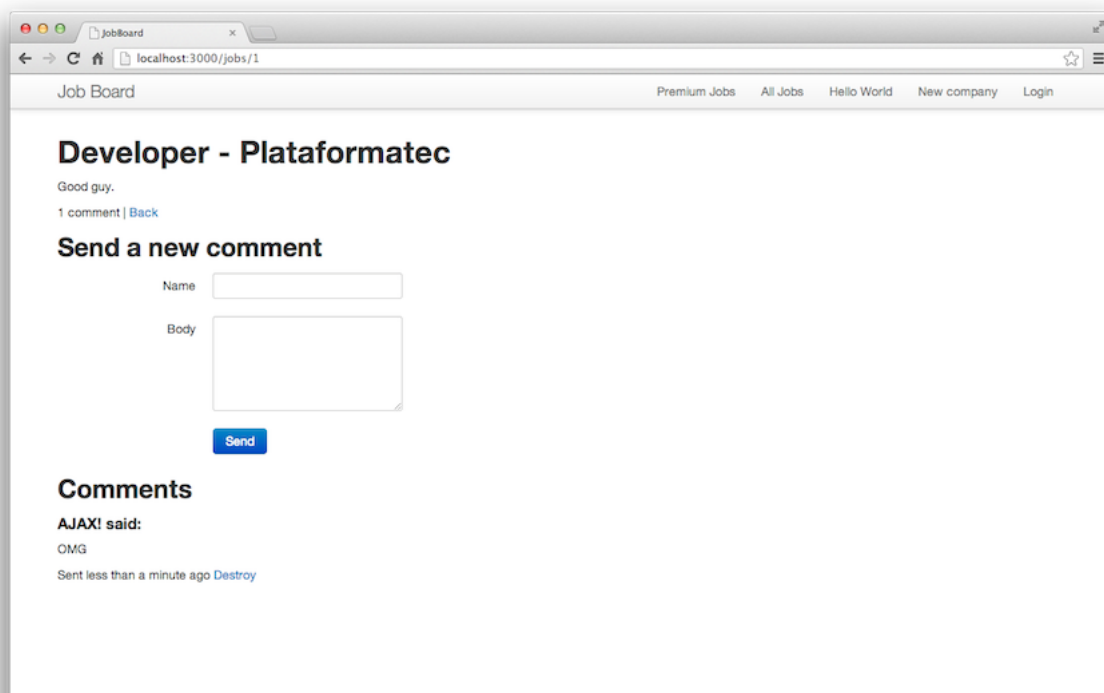 JobBoard
localhost:3000/jobs/1
Job Board Premium Jobs All Jobs Hello World New company Login
Developer - Plataformatec
Good guy.
1 comment | Back
Send a new comment
Name
Body
Send
Comments
AJAX! said:
OMG
Sent less than a minute ago Destroy